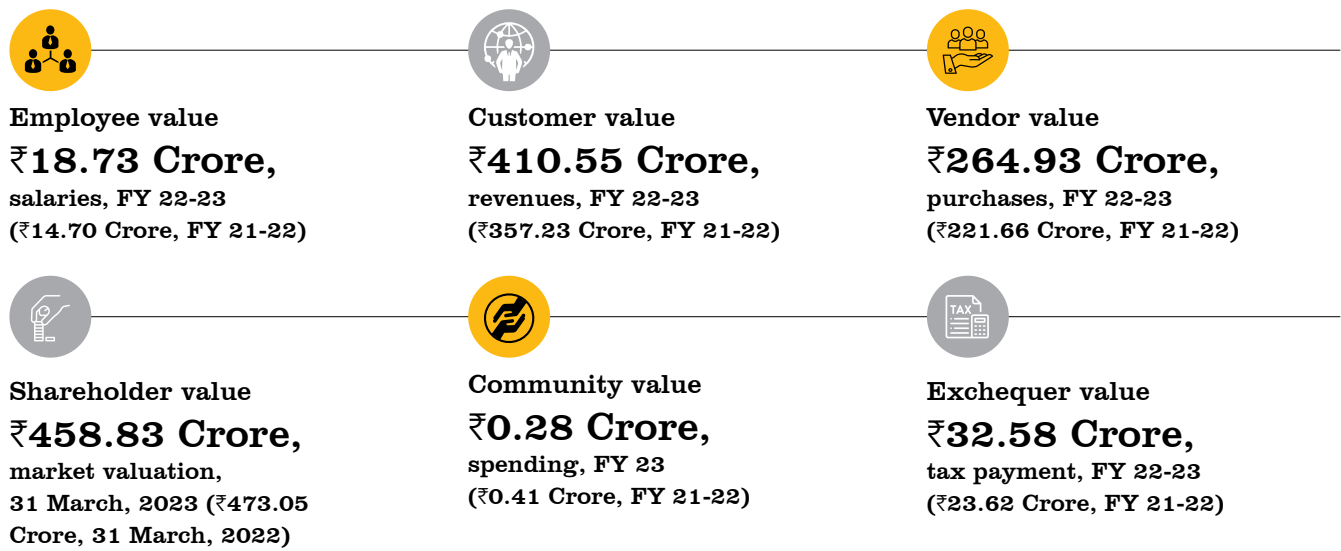 Employee value
₹18.73 Crore,
salaries, FY 22-23
(₹14.70 Crore, FY 21-22)
Customer value
₹410.55 Crore,
revenues, FY 22-23
(₹357.23 Crore, FY 21-22)
Vendor value
₹264.93 Crore,
purchases, FY 22-23
(₹221.66 Crore, FY 21-22)
Shareholder value
₹458.83 Crore,
market valuation,
31 March, 2023 (₹473.05
Crore, 31 March, 2022)
Community value
₹0.28 Crore,
spending, FY 23
(₹0.41 Crore, FY 21-22)
TAX
Exchequer value
₹32.58 Crore,
tax payment, FY 22-23
(₹23.62 Crore, FY 21-22)